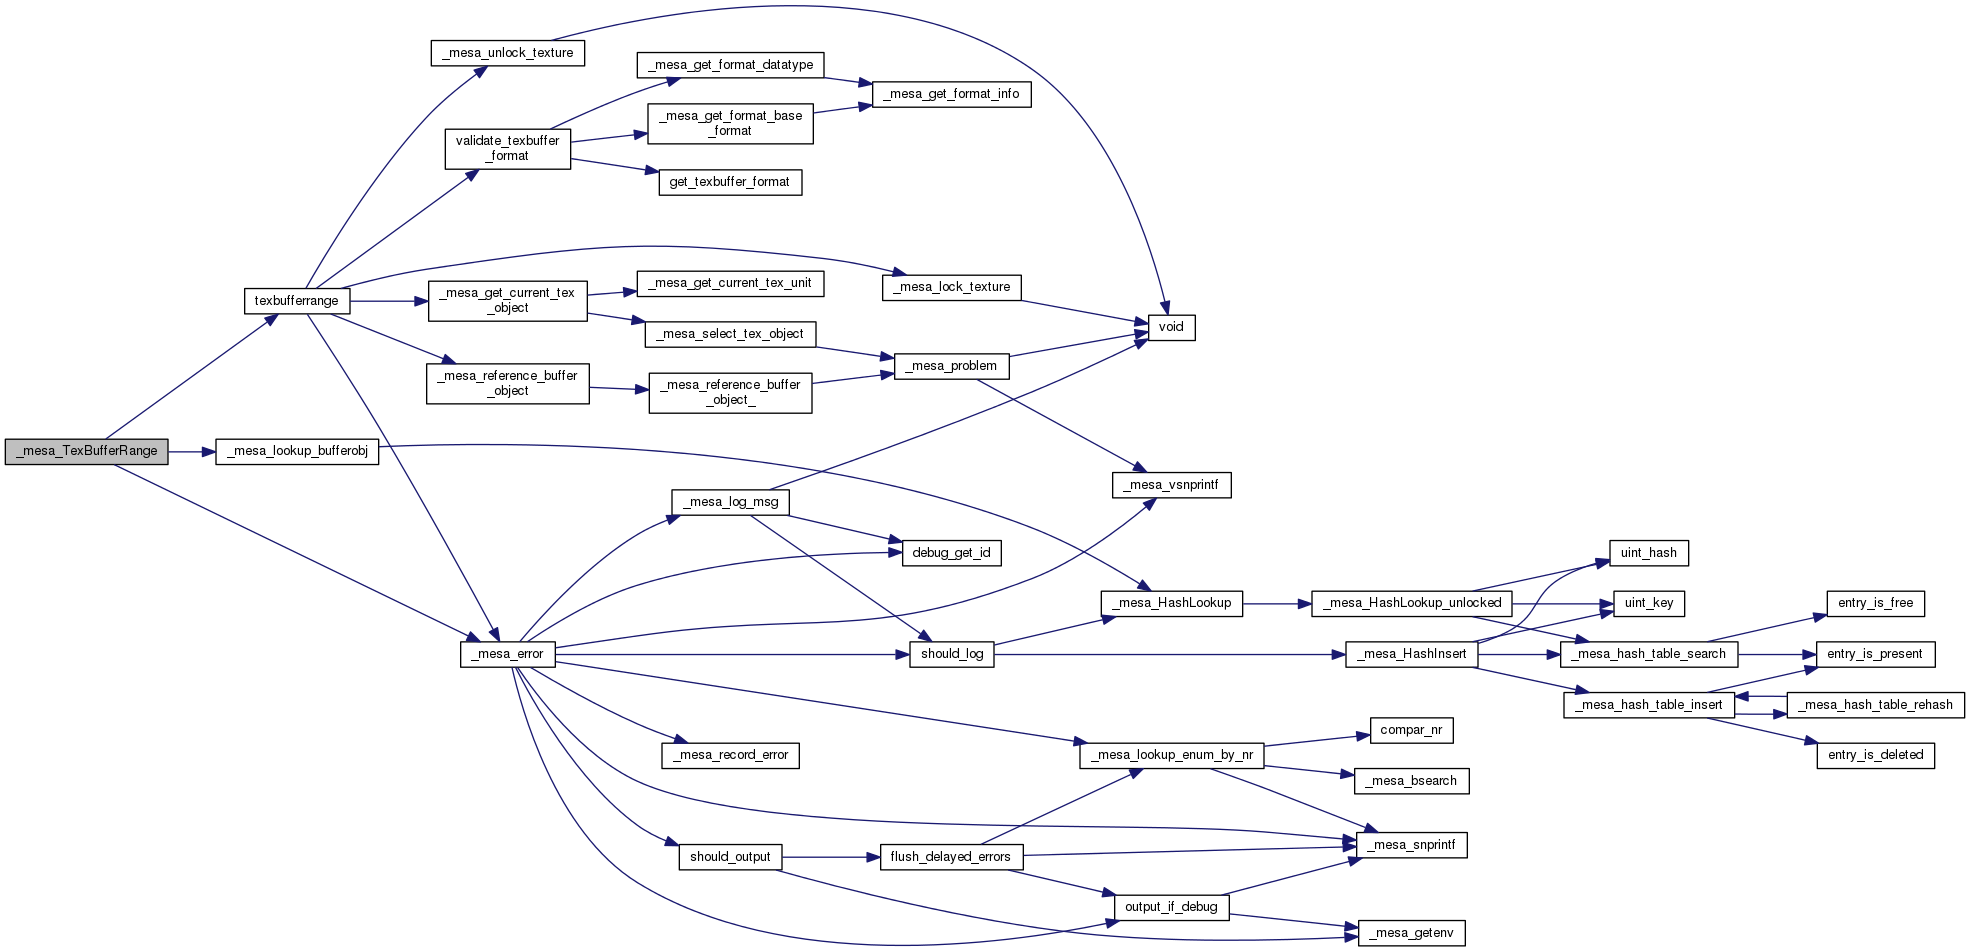 _mesa_unlock_texture
_mesa_get_format_datatype
_mesa_get_format_info
_mesa_get_format_base
_format
validate_texbuffer
_format
get_texbuffer_format
_mesa_get_current_tex_unit
_mesa_lock_texture
texbufferrange
_mesa_get_current_tex
_object
void
_mesa_select_tex_object
_mesa_problem
_mesa_reference_buffer
_object
_mesa_reference_buffer
_object_
_mesa_TexBufferRange
_mesa_lookup_bufferobj
_mesa_vsnprintf
_mesa_log_msg
debug_get_id
uint_hash
_mesa_HashLookup
_mesa_HashLookup_unlocked
uint_key
entry_is_free
_mesa_error
should_log
_mesa_HashInsert
_mesa_hash_table_search
entry_is_present
_mesa_hash_table_insert
_mesa_hash_table_rehash
compar_nr
_mesa_record_error
_mesa_lookup_enum_by_nr
entry_is_deleted
_mesa_bsearch
_mesa_snprintf
should_output
flush_delayed_errors
output_if_debug
_mesa_getenv